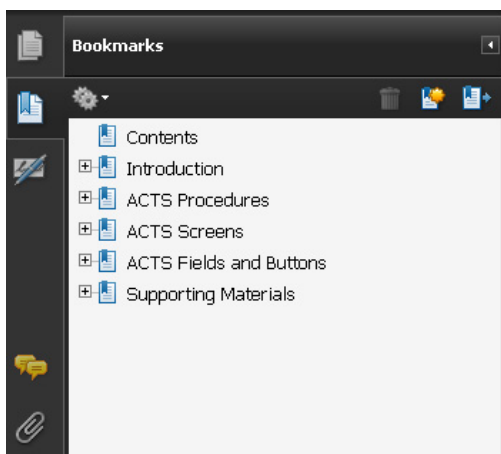 Bookmarks
Contents
Introduction
ACTS Procedures
ACTS Screens
ACTS Fields and Buttons
Supporting Materials